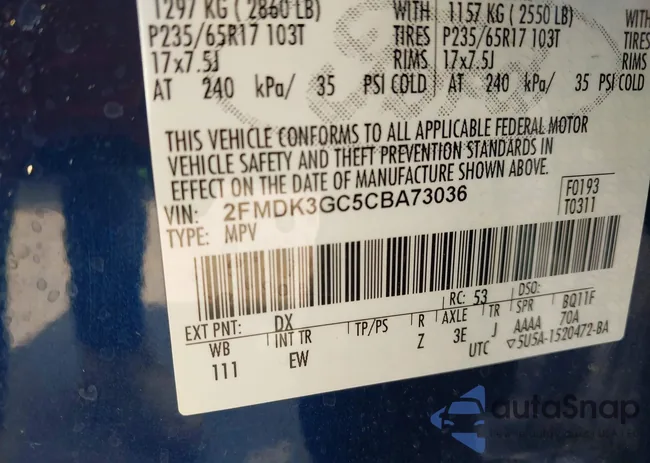 1297 KG ( 2860 LB) WITH 1157 KG ( 2550 LB) WITH
P235/65R17 103T TIRES P235/65R17 103T TIRES
17x7.5J RIMS 17x7.5J RIMS
AT 240 kPa/ 35 PSI COLD AT 240 kPa/ 35 PSI COLD
THIS VEHICLE CONFORMS TO ALL APPLICABLE FEDERAL MOTOR
VEHICLE SAFETY AND THEFT PREVENTION STANDARDS IN
EFFECT ON THE DATE OF MANUFACTURE SHOWN ABOVE.
VIN: 2FMDK3GC5CBA73036 F0193
TYPE: MPV T0311
RC: 53 DSO:
EXT PNT: DX R AXLE TR SPR BQ11F
WB INT TR TP/PS Z 3E J AAAA 70A
111 EW UTC ▽5U5A-1520472-BA
autoSnap